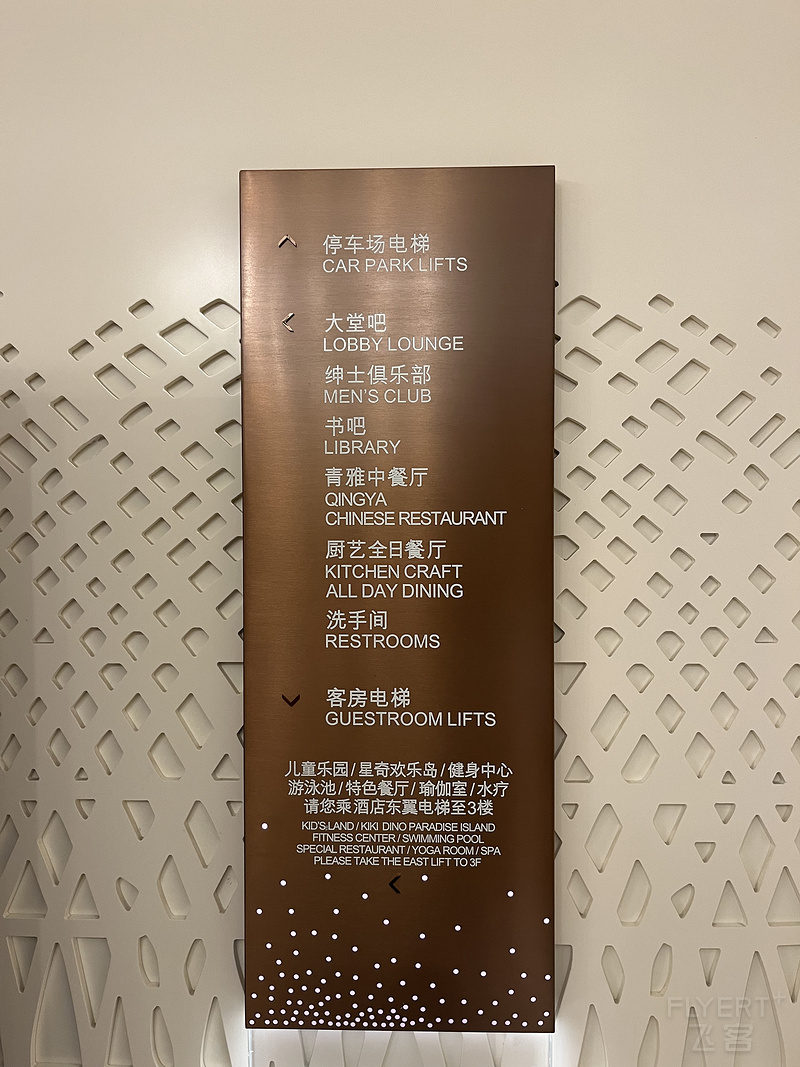 停车场电梯
CAR PARK LIFTS
大堂吧
LOBBY LOUNGE
绅士俱乐部
MEN'S CLUB
书吧
LIBRARY
青雅中餐厅
QINGYA
CHINESE RESTAURANT
厨艺全日餐厅
KITCHEN CRAFT
ALL DAY DINING
洗手间
RESTROOMS
客房电梯
GUESTROOM LIFTS
儿童乐园 / 星奇欢乐岛 / 健身中心
游泳池 / 特色餐厅 / 瑜伽室 / 水疗
请您乘酒店东翼电梯至3楼
KID'S LAND / KIKI DINO PARADISE ISLAND
FITNESS CENTER / SWIMMING POOL
SPECIAL RESTAURANT / YOGA ROOM / SPA
PLEASE TAKE THE EAST LIFT TO 3F
FLYERT+
飞客